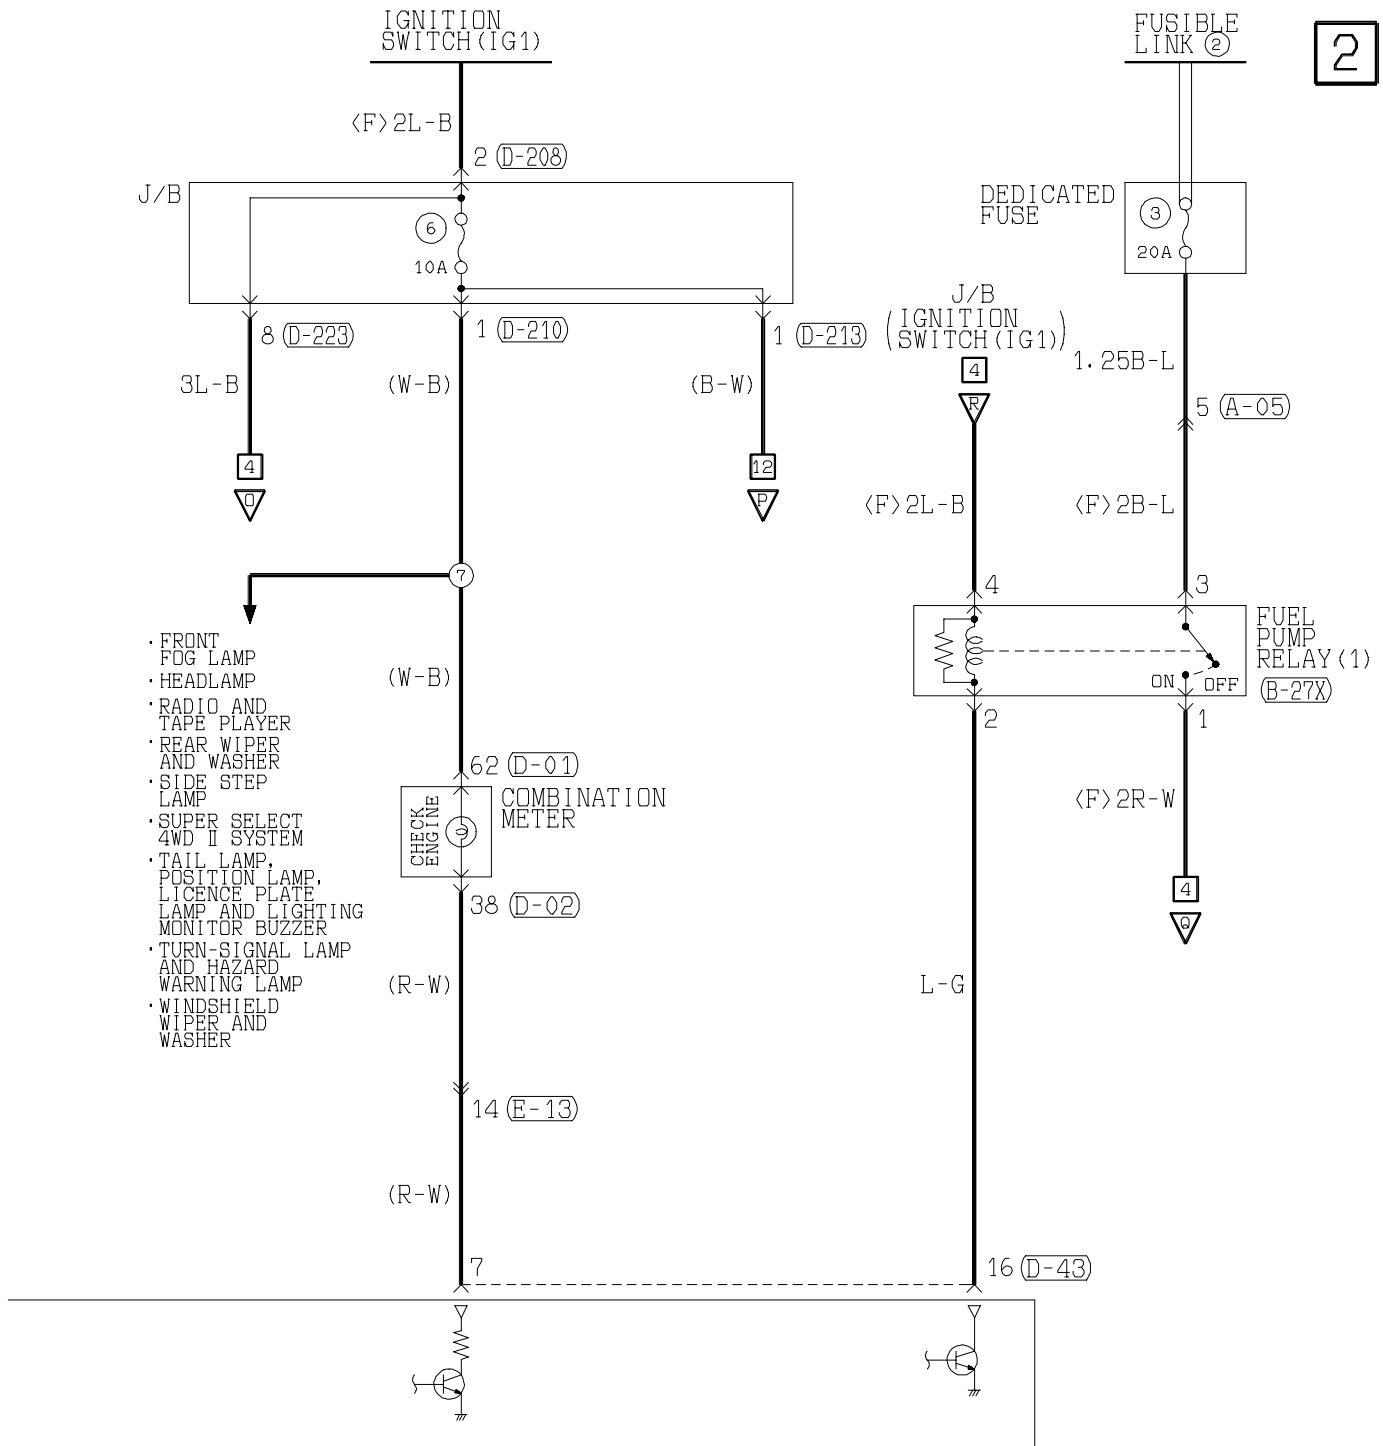 IGNITION
SWITCH(IG1)
FUSIBLE
LINK ②
2
<F>2L-B
2 (D-208)
J/B
6
10A
DEDICATED
FUSE
3
20A
8 (D-223)
1 (D-210)
1 (D-213)
J/B
(IGNITION
SWITCH(IG1))
1.25B-L
3L-B
(W-B)
(B-W)
4
R
5 (A-05)
4
O
12
P
<F>2L-B
<F>2B-L
7
4
3
FUEL
PUMP
RELAY(1)
(B-27X)
ON
OFF
2
1
· FRONT
FOG LAMP
· HEADLAMP
· RADIO AND
TAPE PLAYER
· REAR WIPER
AND WASHER
· SIDE STEP
LAMP
· SUPER SELECT
4WD Ⅱ SYSTEM
· TAIL LAMP,
POSITION LAMP,
LICENCE PLATE
LAMP AND LIGHTING
MONITOR BUZZER
· TURN-SIGNAL LAMP
AND HAZARD
WARNING LAMP
· WINDSHIELD
WIPER AND
WASHER
(W-B)
62 (D-01)
CHECK
ENGINE
COMBINATION
METER
38 (D-02)
<F>2R-W
4
Q
(R-W)
L-G
14 (E-13)
(R-W)
7
16 (D-43)